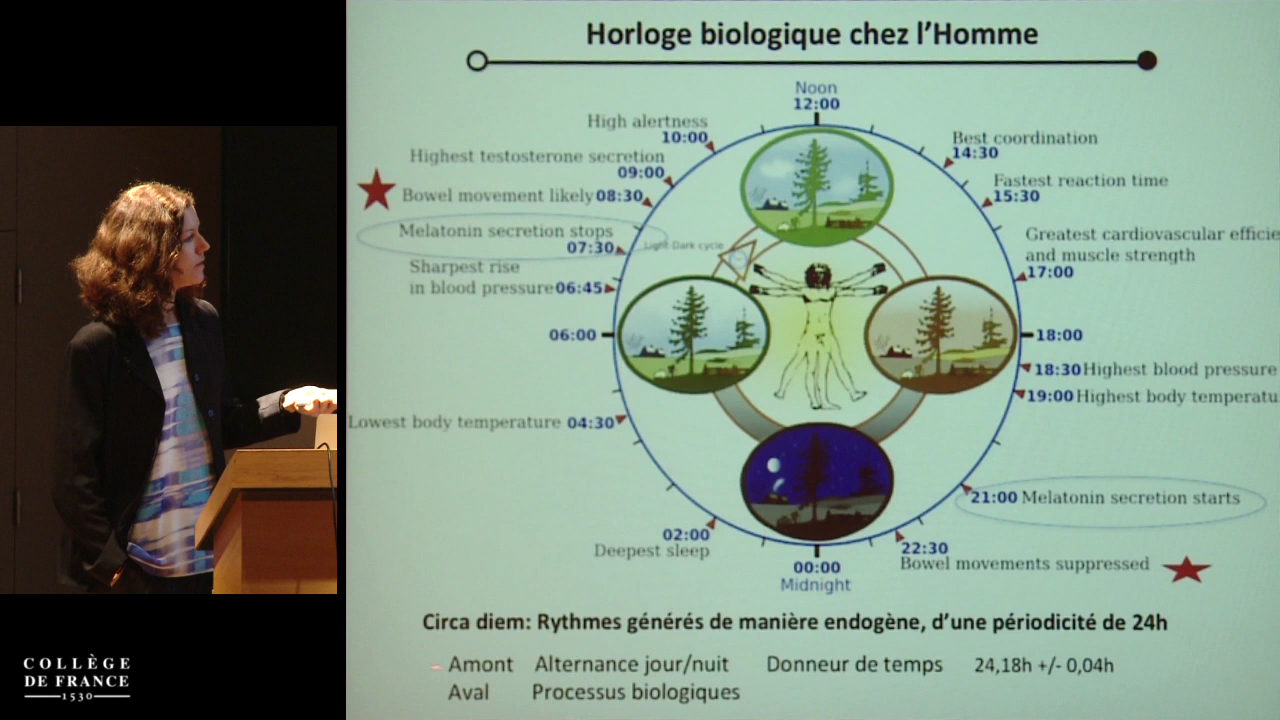 Horloge biologique chez l'Homme
Noon
12:00
High alertness
10:00
Highest testosterone secretion
09:00
Bowel movement likely 08:30
Melatonin secretion stops
07:30
Light-Dark cycle
Sharpest rise
in blood pressure 06:45
06:00
Lowest body temperature 04:30
02:00
Deepest sleep
00:00
Midnight
Best coordination
14:30
Fastest reaction time
15:30
Greatest cardiovascular efficie
and muscle strength
17:00
18:00
18:30 Highest blood pressure
19:00 Highest body temperatu
21:00 Melatonin secretion starts
22:30
Bowel movements suppressed
Circa diem: Rythmes générés de manière endogène, d'une périodicité de 24h
Amont Alternance jour/nuit Donneur de temps 24,18h +/- 0,04h
Aval Processus biologiques
COLLÈGE
DE FRANCE
1530